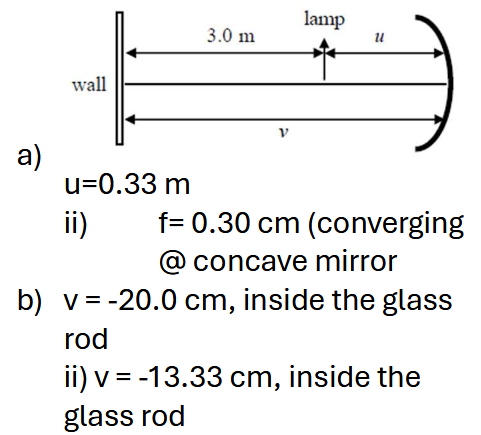 lamp
3.0 m
u
wall
v
a)
u=0.33 m
ii) f= 0.30 cm (converging
@ concave mirror
b) v = -20.0 cm, inside the glass
rod
ii) v = -13.33 cm, inside the
glass rod